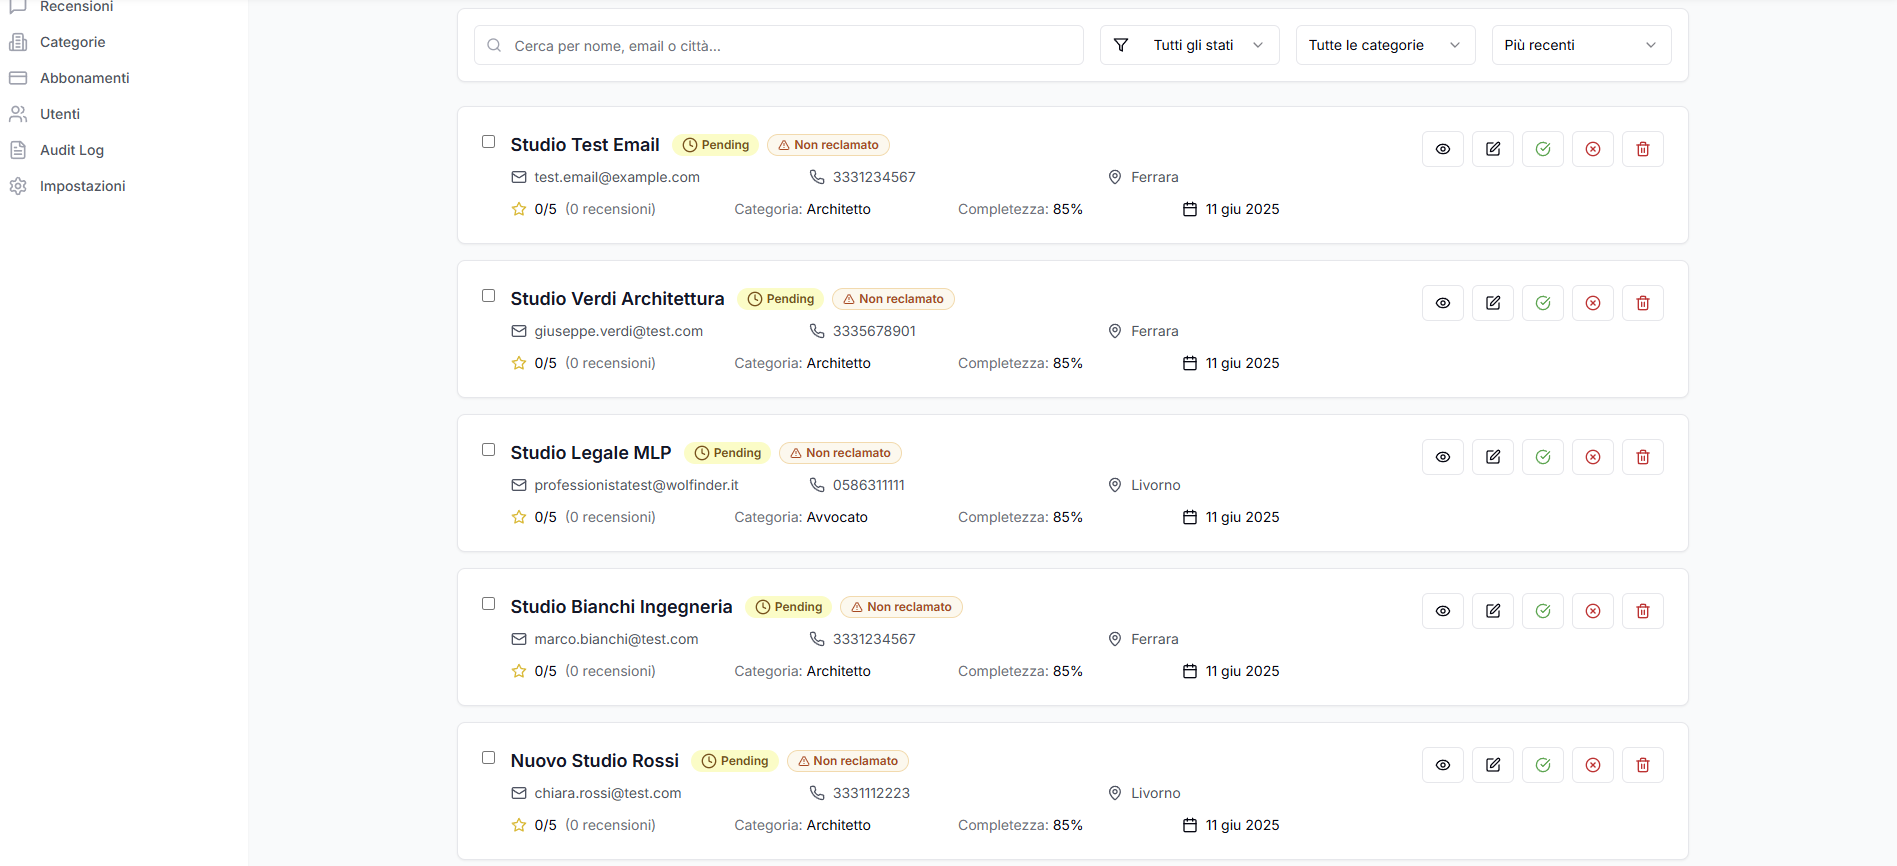 Recensioni
Categorie
Abbonamenti
Utenti
Audit Log
Impostazioni
Cerca per nome, email o città...
Tutti gli stati
Tutte le categorie
Più recenti
Studio Test Email Pending Non reclamato
test.email@example.com 3331234567 Ferrara
0/5 (0 recensioni) Categoria: Architetto Completezza: 85% 11 giu 2025
Studio Verdi Architettura Pending Non reclamato
giuseppe.verdi@test.com 3335678901 Ferrara
0/5 (0 recensioni) Categoria: Architetto Completezza: 85% 11 giu 2025
Studio Legale MLP Pending Non reclamato
professionistatest@wolfinder.it 0586311111 Livorno
0/5 (0 recensioni) Categoria: Avvocato Completezza: 85% 11 giu 2025
Studio Bianchi Ingegneria Pending Non reclamato
marco.bianchi@test.com 3331234567 Ferrara
0/5 (0 recensioni) Categoria: Architetto Completezza: 85% 11 giu 2025
Nuovo Studio Rossi Pending Non reclamato
chiara.rossi@test.com 3331112223 Livorno
0/5 (0 recensioni) Categoria: Architetto Completezza: 85% 11 giu 2025